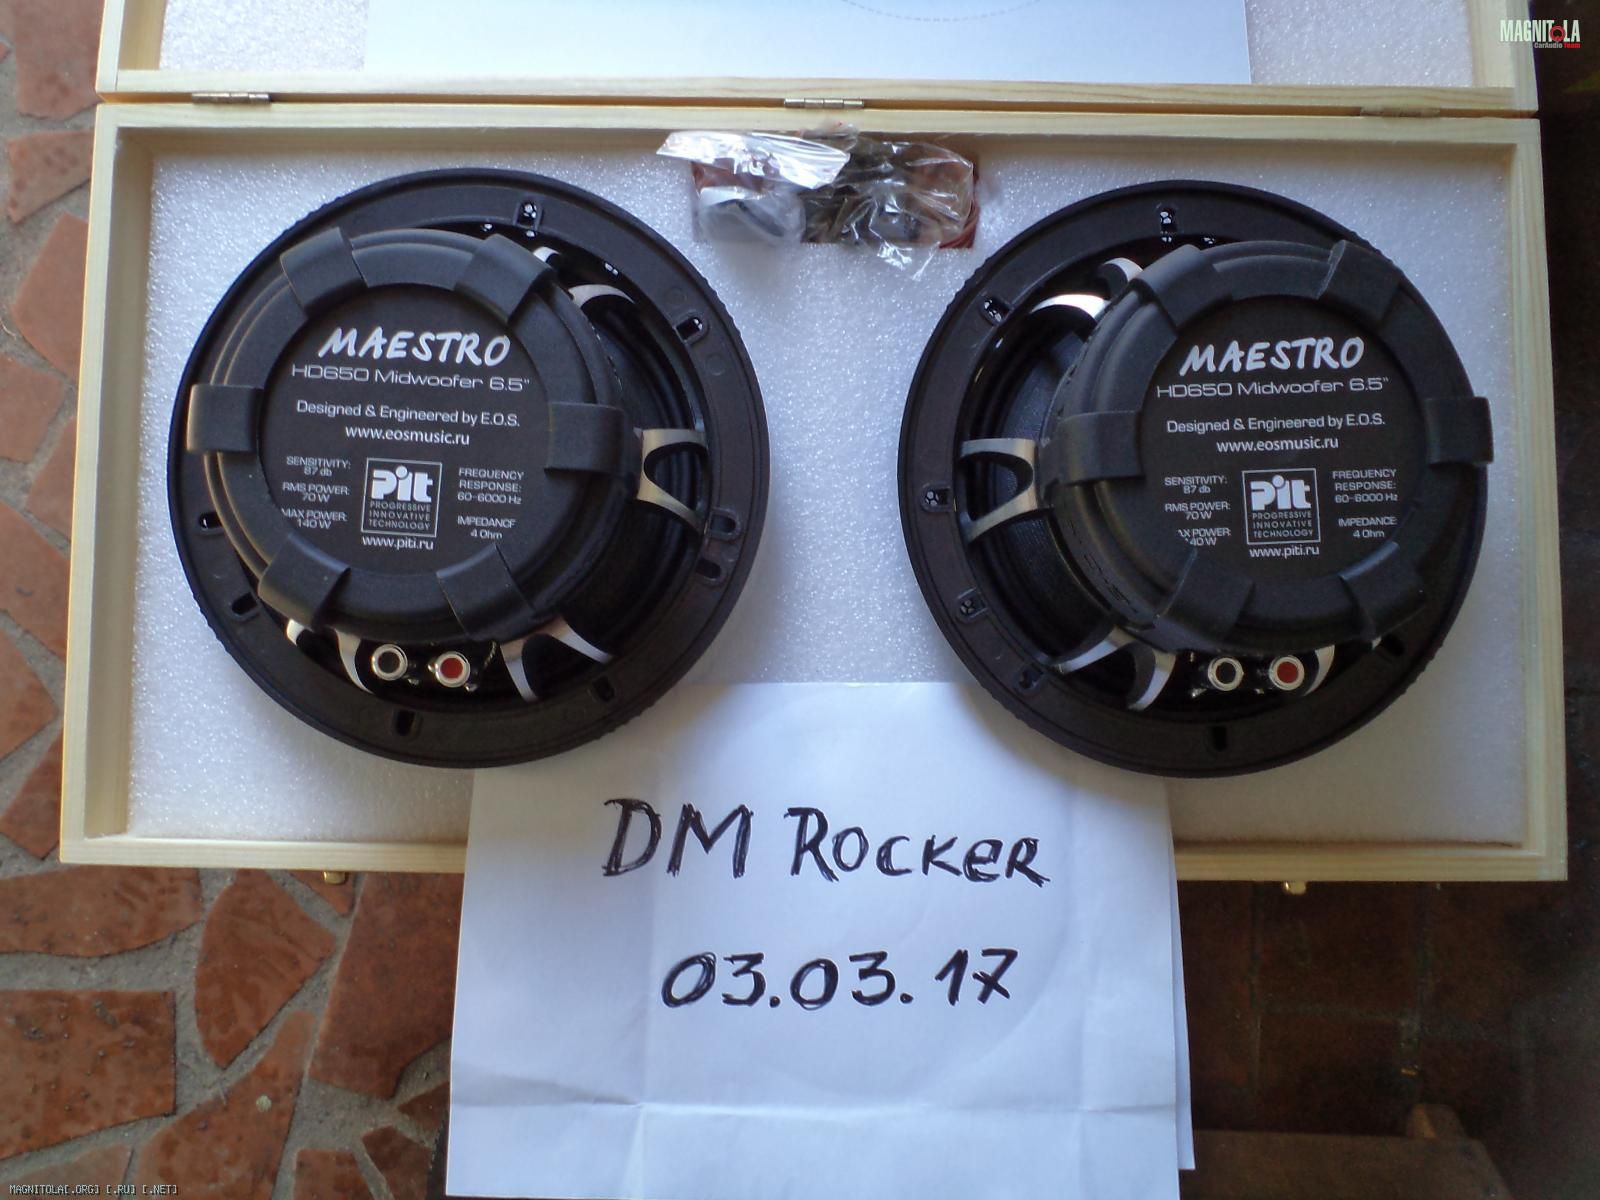 MAGNITOLA
CarAudio Team
MAESTRO
HD650 Midwoofer 6.5"
Designed & Engineered by E.O.S.
www.eosmusic.ru
SENSITIVITY:
87 db
RMS POWER:
70 W
MAX POWER:
140 W
Pit
PROGRESSIVE
INNOVATIVE
TECHNOLOGY
www.piti.ru
FREQUENCY
RESPONSE:
60-6000 Hz
IMPEDANCE
4 Ohm
MAESTRO
HD650 Midwoofer 6.5"
Designed & Engineered by E.O.S.
www.eosmusic.ru
SENSITIVITY:
87 db
RMS POWER:
70 W
AX POWER:
40 W
Pit
PROGRESSIVE
INNOVATIVE
TECHNOLOGY
www.piti.ru
FREQUENCY
RESPONSE:
60-6000 Hz
IMPEDANCE:
4 Ohm
DM ROCKeR
03.03.17
MAGNITOLA[.ORG] [.RU] [.NET]